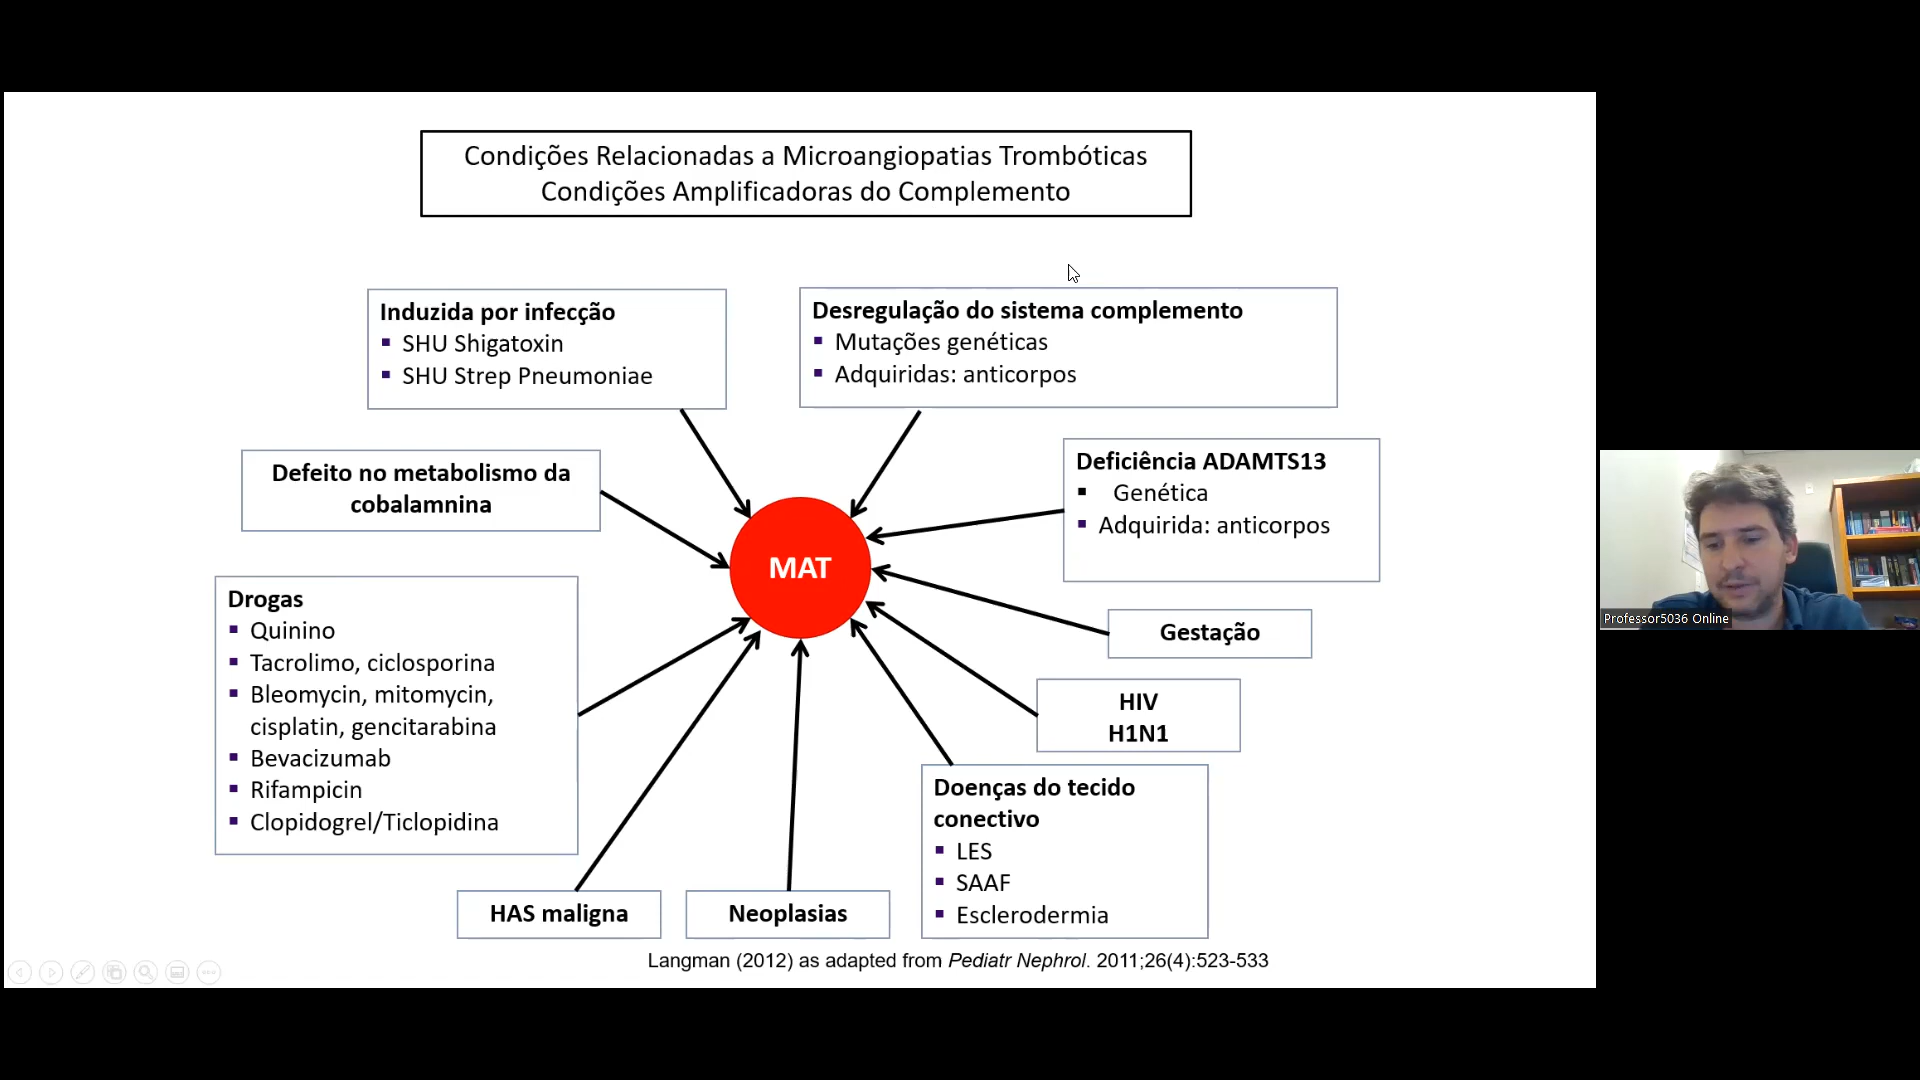 Condições Relacionadas a Microangiopatias Trombóticas
Condições Amplificadoras do Complemento
Induzida por infecção
▪ SHU Shigatoxin
▪ SHU Strep Pneumoniae
Desregulação do sistema complemento
▪ Mutações genéticas
▪ Adquiridas: anticorpos
Defeito no metabolismo da
cobalamnina
Deficiência ADAMTS13
▪ Genética
▪ Adquirida: anticorpos
MAT
Drogas
▪ Quinino
▪ Tacrolimo, ciclosporina
▪ Bleomycin, mitomycin,
cisplatin, gencitarabina
▪ Bevacizumab
▪ Rifampicin
▪ Clopidogrel/Ticlopidina
Gestação
HIV
H1N1
Doenças do tecido
conectivo
▪ LES
▪ SAAF
▪ Esclerodermia
HAS maligna
Neoplasias
Langman (2012) as adapted from Pediatr Nephrol. 2011;26(4):523-533
Professor5036 Online